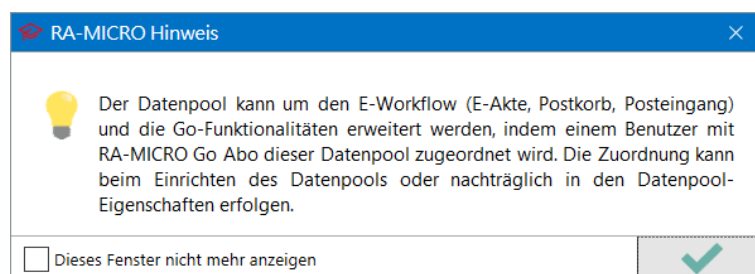 RA-MICRO Hinweis
Der Datenpool kann um den E-Workflow (E-Akte, Postkorb, Posteingang)
und die Go-Funktionalitäten erweitert werden, indem einem Benutzer mit
RA-MICRO Go Abo dieser Datenpool zugeordnet wird. Die Zuordnung kann
beim Einrichten des Datenpools oder nachträglich in den Datenpool-
Eigenschaften erfolgen.
Dieses Fenster nicht mehr anzeigen